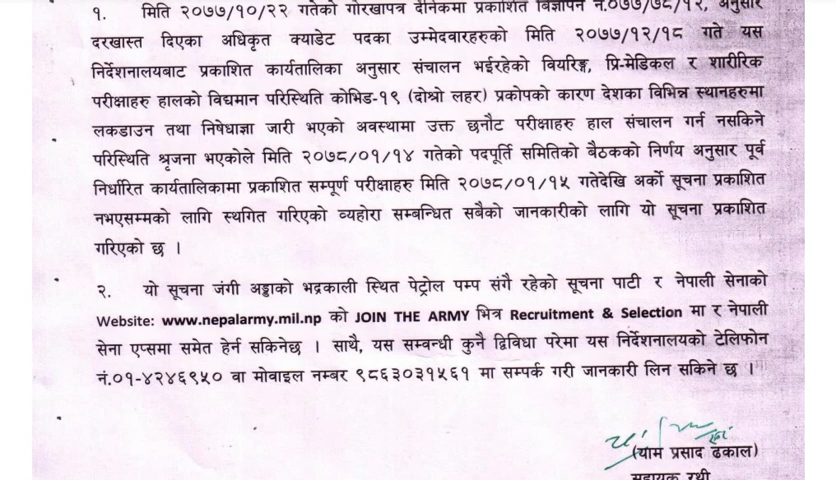 १. मिति २०७७/१०/२२ गतेको गोरखापत्र दैनिकमा प्रकाशित विज्ञापन नं.०७७/७८/१२, अनुसार
दरखास्त दिएका अधिकृत क्याडेट पदका उम्मेदवारहरुको मिति २०७७/१२/१८ गते यस
निर्देशनालयबाट प्रकाशित कार्यतालिका अनुसार संचालन भईरहेको वियरिङ्ग, प्रि-मेडिकल र शारीरिक
परीक्षाहरु हालको विद्यमान परिस्थिति कोभिड-१९ (दोश्रो लहर) प्रकोपको कारण देशका विभिन्न स्थानहरुमा
लकडाउन तथा निषेधाज्ञा जारी भएको अवस्थामा उक्त छनौट परीक्षाहरु हाल संचालन गर्न नसकिने
परिस्थिति श्रृजना भएकोले मिति २०७८/०१/१४ गतेको पदपूर्ति समितिको बैठकको निर्णय अनुसार पूर्व
निर्धारित कार्यतालिकामा प्रकाशित सम्पूर्ण परीक्षाहरु मिति २०७८/०१/१५ गतेदेखि अर्को सूचना प्रकाशित
नभएसम्मको लागि स्थगित गरिएको व्यहोरा सम्बन्धित सबैको जानकारीको लागि यो सूचना प्रकाशित
गरिएको छ ।
२. यो सूचना जंगी अड्डाको भद्रकाली स्थित पेट्रोल पम्प संगै रहेको सूचना पाटी र नेपाली सेनाको
Website: www.nepalarmy.mil.np को JOIN THE ARMY भित्र Recruitment & Selection मा र नेपाली
सेना एप्समा समेत हेर्न सकिनेछ । साथै, यस सम्वन्धी कुनै द्विविधा परेमा यस निर्देशनालयको टेलिफोन
नं.०१-४२४६९५० वा मोवाइल नम्बर ९८६३०३१५६१ मा सम्पर्क गरी जानकारी लिन सकिने छ ।
(याम प्रसाद ढकाल)
सहायक रथी